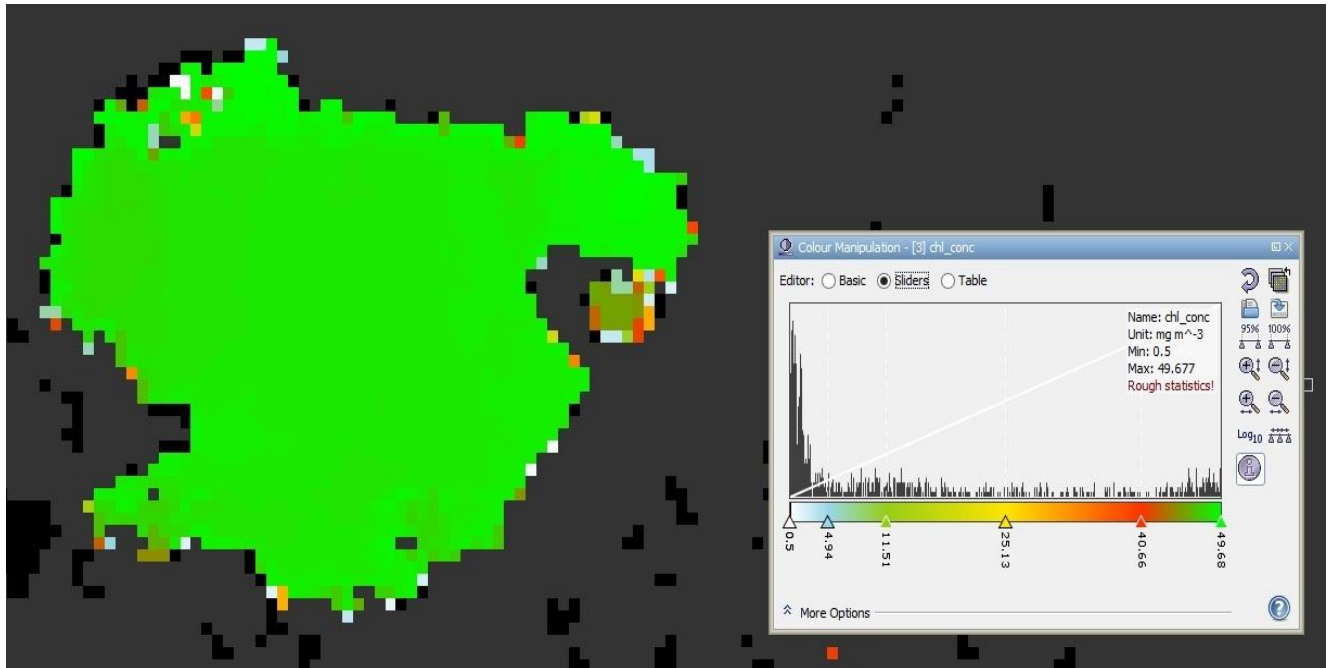 Colour Manipulation - [3] chl_conc
Editor: Basic Sliders Table
Name: chl_conc
Unit: mg m^-3
Min: 0.5
Max: 49.677
Rough statistics!
95% 100%
Log10
0.5 4.94 11.51 25.13 40.66 49.68
More Options